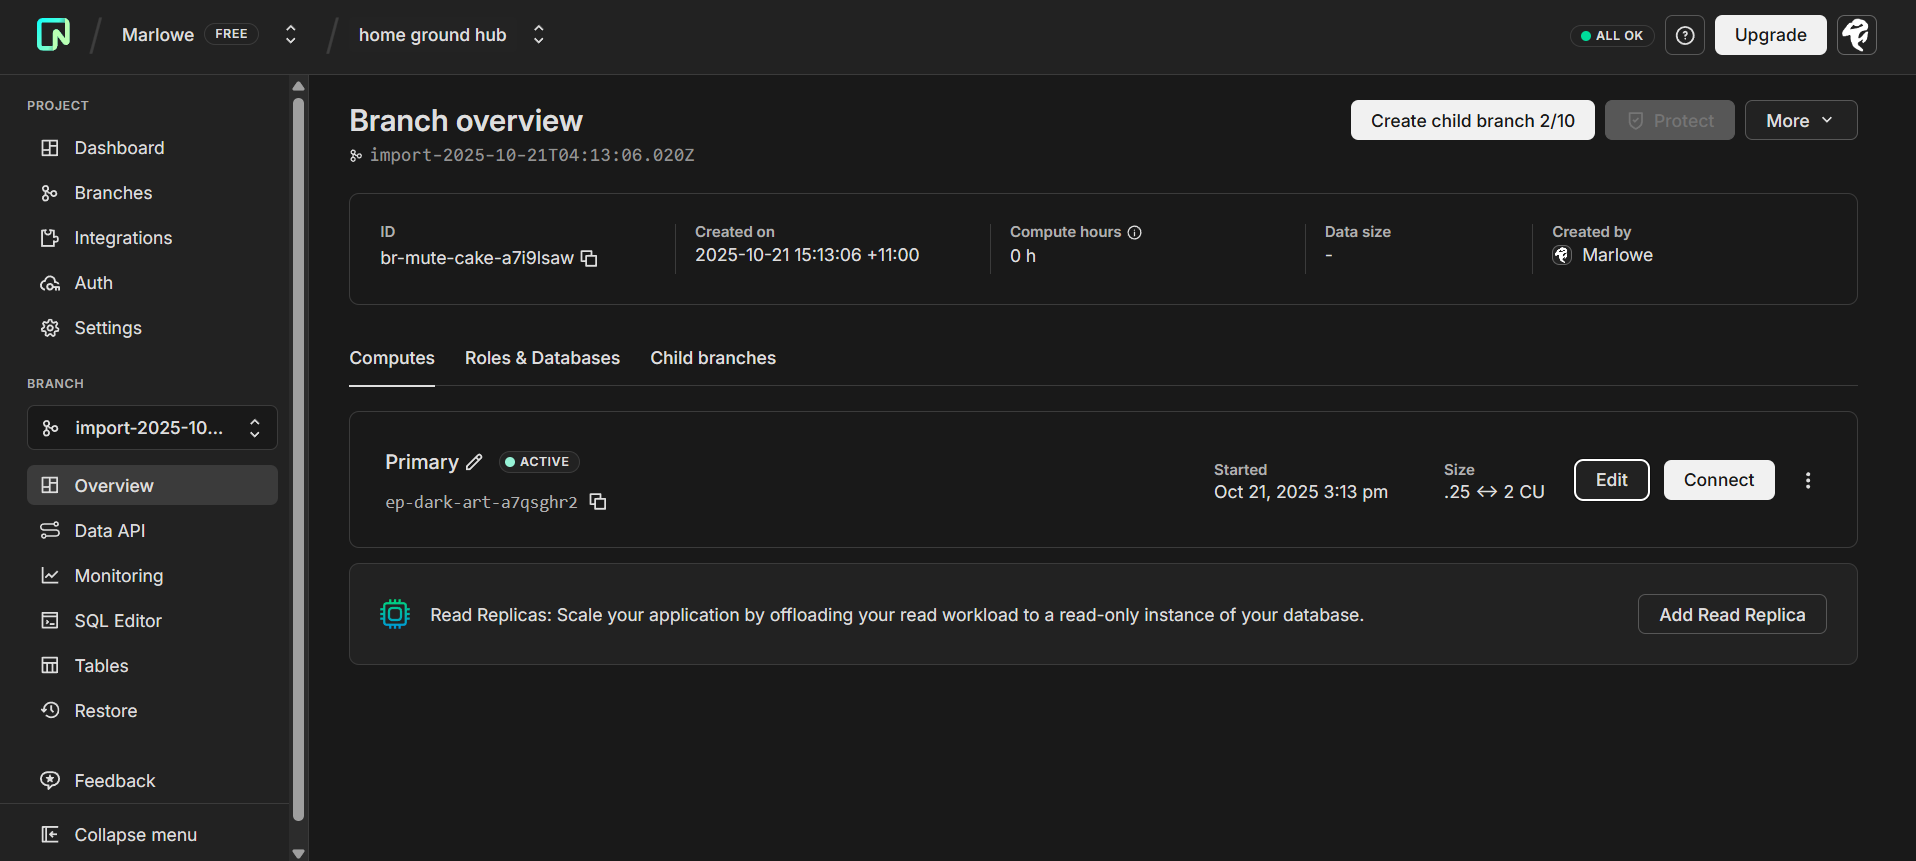 Marlowe FREE
home ground hub
ALL OK
Upgrade
PROJECT
Dashboard
Branches
Integrations
Auth
Settings
BRANCH
import-2025-10...
Overview
Data API
Monitoring
SQL Editor
Tables
Restore
Feedback
Collapse menu
Branch overview
import-2025-10-21T04:13:06.020Z
Create child branch 2/10
Protect
More
ID
br-mute-cake-a7i9lsaw
Created on
2025-10-21 15:13:06 +11:00
Compute hours
0 h
Data size
-
Created by
Marlowe
Computes
Roles & Databases
Child branches
Primary
ACTIVE
ep-dark-art-a7qsghr2
Started
Oct 21, 2025 3:13 pm
Size
.25 ↔ 2 CU
Edit
Connect
Read Replicas: Scale your application by offloading your read workload to a read-only instance of your database.
Add Read Replica